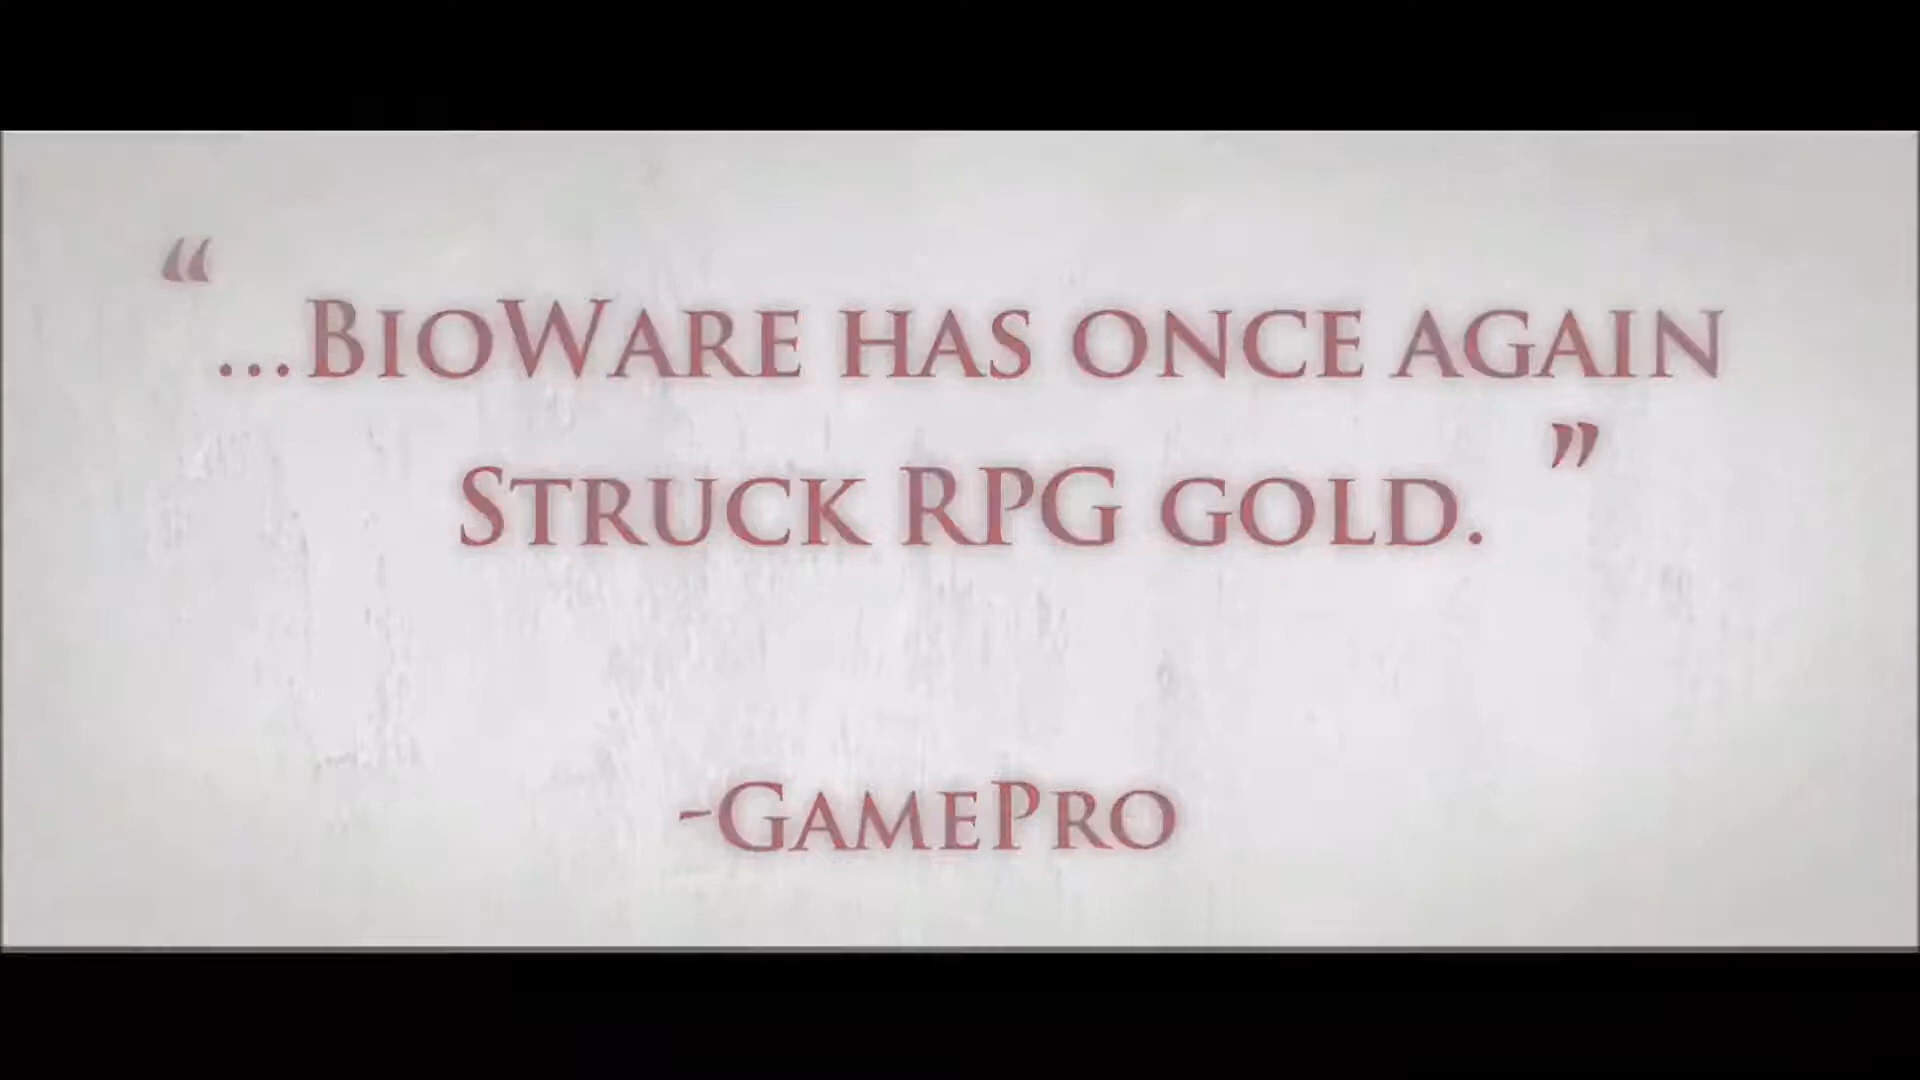 “...BioWare has once again
Struck RPG gold.”
-GamePro